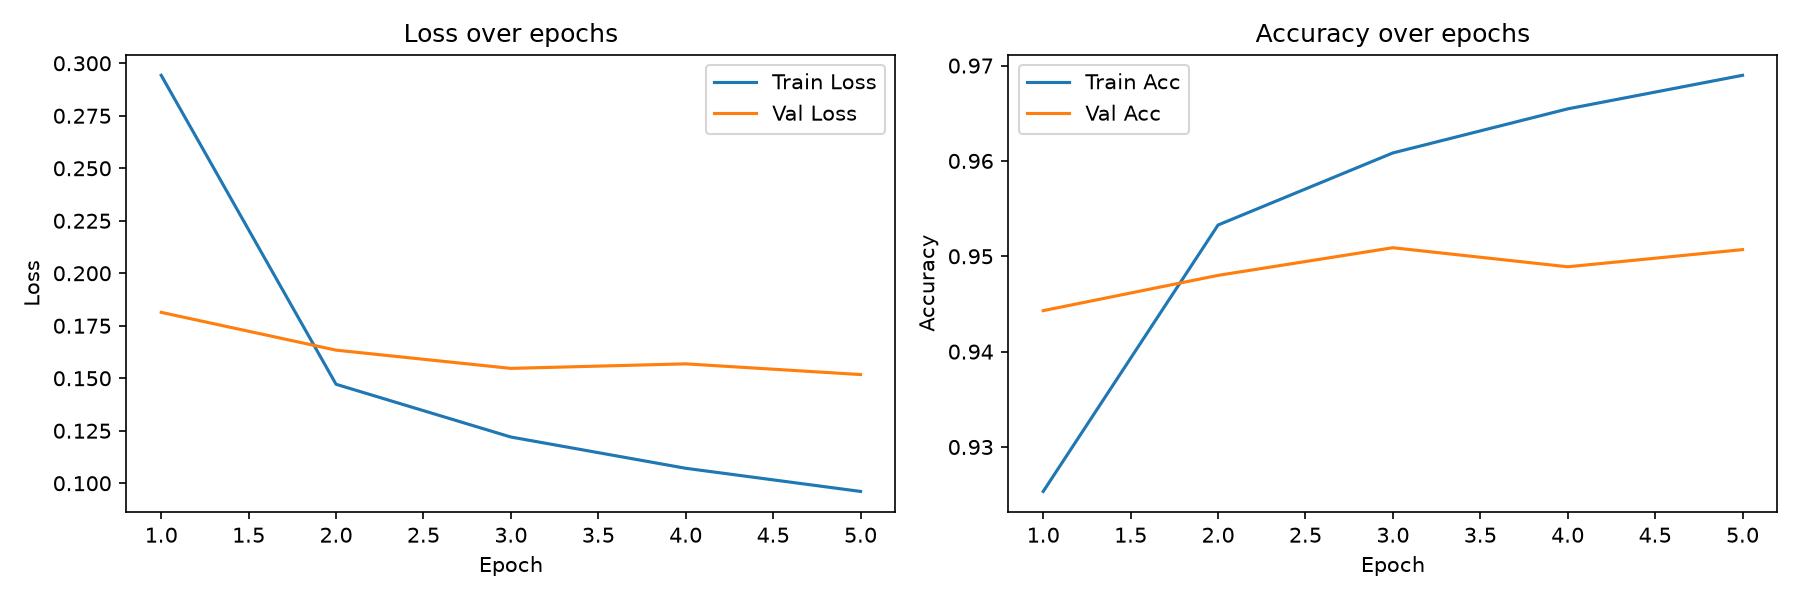 Loss over epochs
0.300
0.275
0.250
0.225
0.200
0.175
0.150
0.125
0.100
Loss
Train Loss
Val Loss
1.0 1.5 2.0 2.5 3.0 3.5 4.0 4.5 5.0
Epoch
Accuracy over epochs
0.97
0.96
0.95
0.94
0.93
Accuracy
Train Acc
Val Acc
1.0 1.5 2.0 2.5 3.0 3.5 4.0 4.5 5.0
Epoch